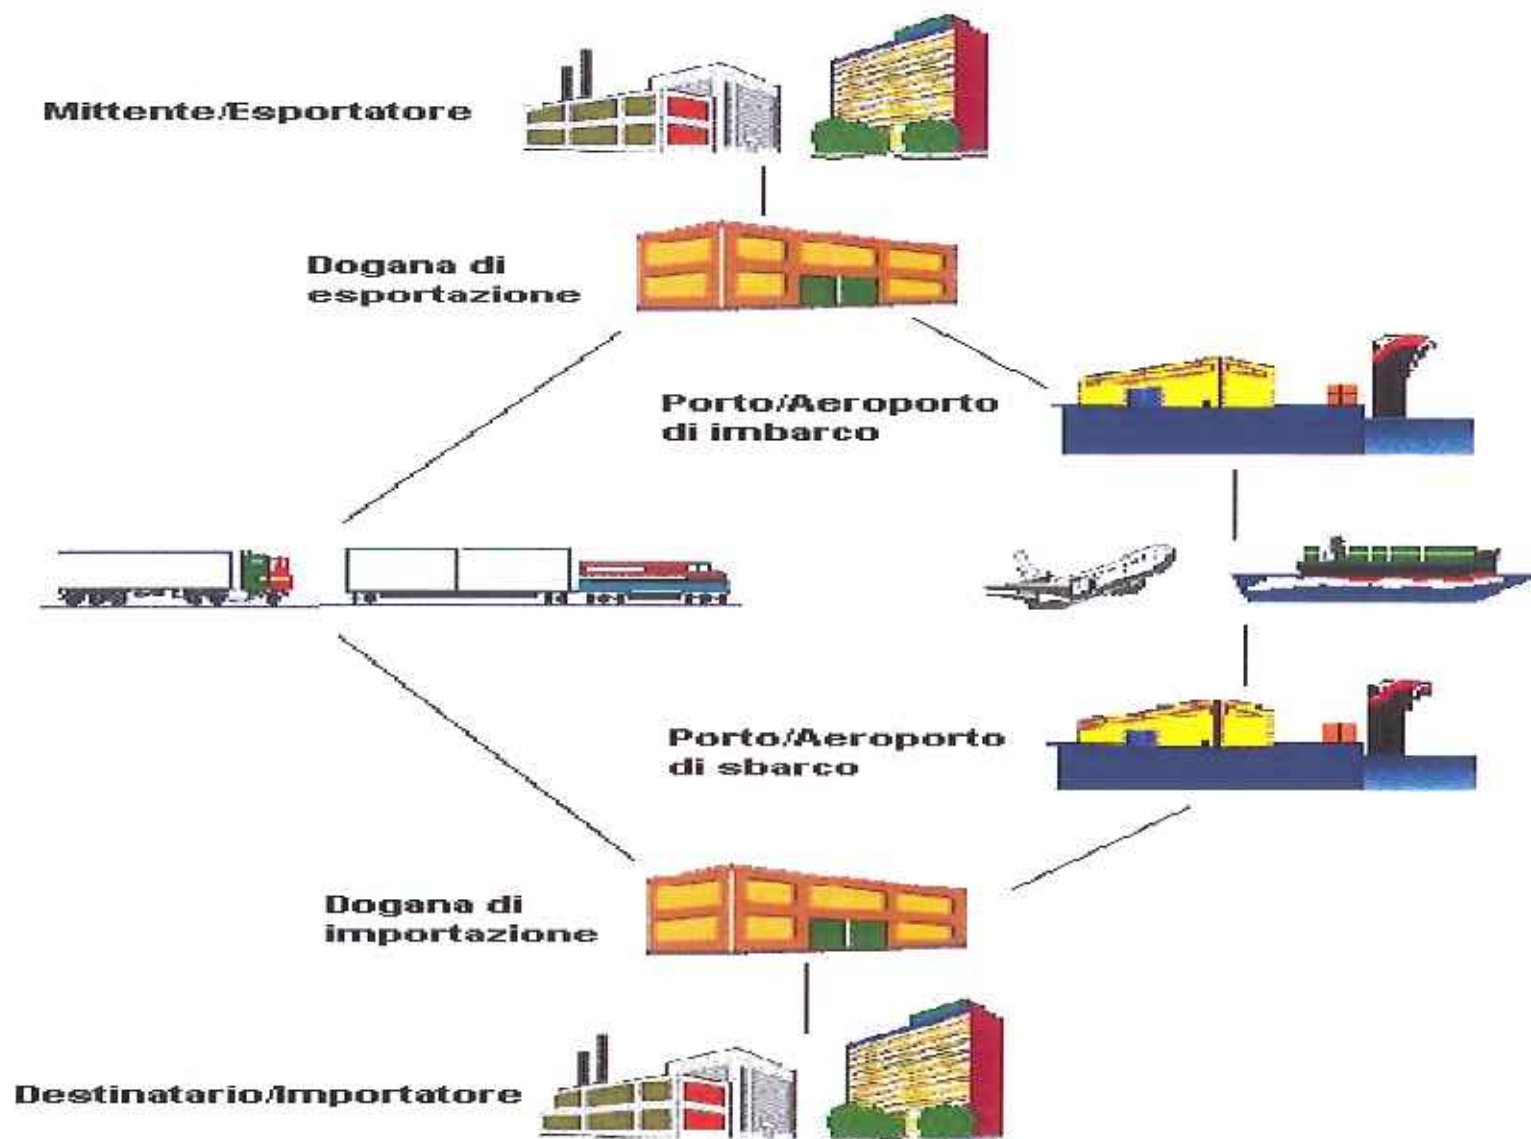 Mittente/Esportatore
Dogana di
esportazione
Porto/Aeroporto
di imbarco
Porto/Aeroporto
di sbarco
Dogana di
importazione
Destinatario/Importatore